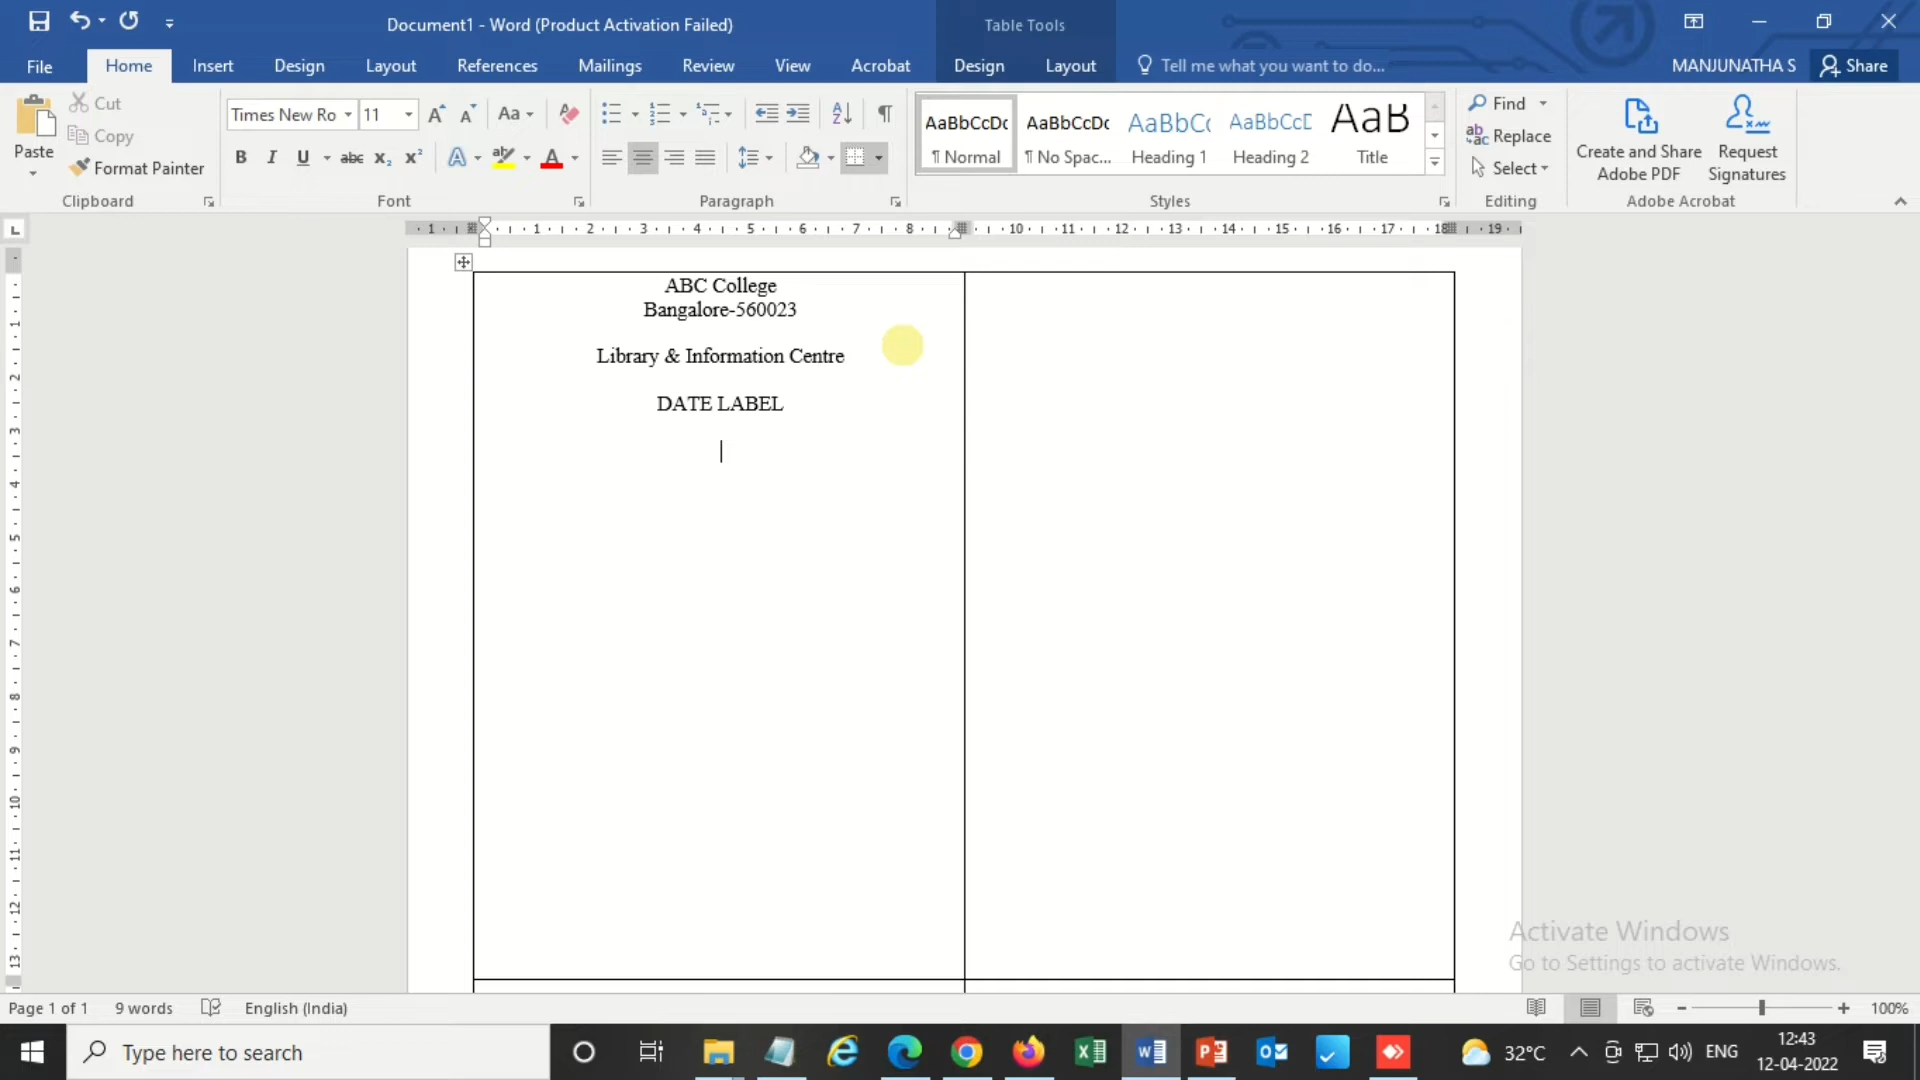 Document1 - Word (Product Activation Failed)
Table Tools
File
Home
Insert
Design
Layout
References
Mailings
Review
View
Acrobat
Design
Layout
Tell me what you want to do...
MANJUNATHA S
Share
Paste
Cut
Copy
Format Painter
Clipboard
Times New Ro
11
Font
Paragraph
AaBbCcDc
¶ Normal
AaBbCcDc
¶ No Spac...
AaBbC
Heading 1
AaBbCcD
Heading 2
AaB
Title
Styles
Find
Replace
Select
Editing
Create and Share
Adobe PDF
Request
Signatures
Adobe Acrobat
ABC College
Bangalore-560023
Library & Information Centre
DATE LABEL
Activate Windows
Go to Settings to activate Windows.
Page 1 of 1
9 words
English (India)
100%
Type here to search
32°C
ENG
12:43
12-04-2022